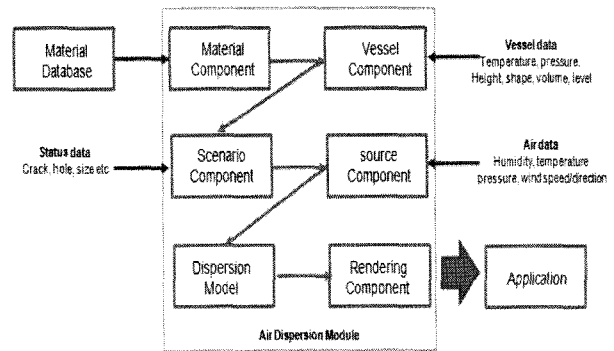 Material
Database
Material
Component
Vessel
Component
Vessel data
Temperature, pressure,
Height, shape, volume, level
Status data
Crack, hole, size etc
Scenario
Component
source
Component
Air data
Humidity, temperature
pressure, wind speed/direction
Dispersion
Model
Rendering
Component
Application
Air Dispersion Module